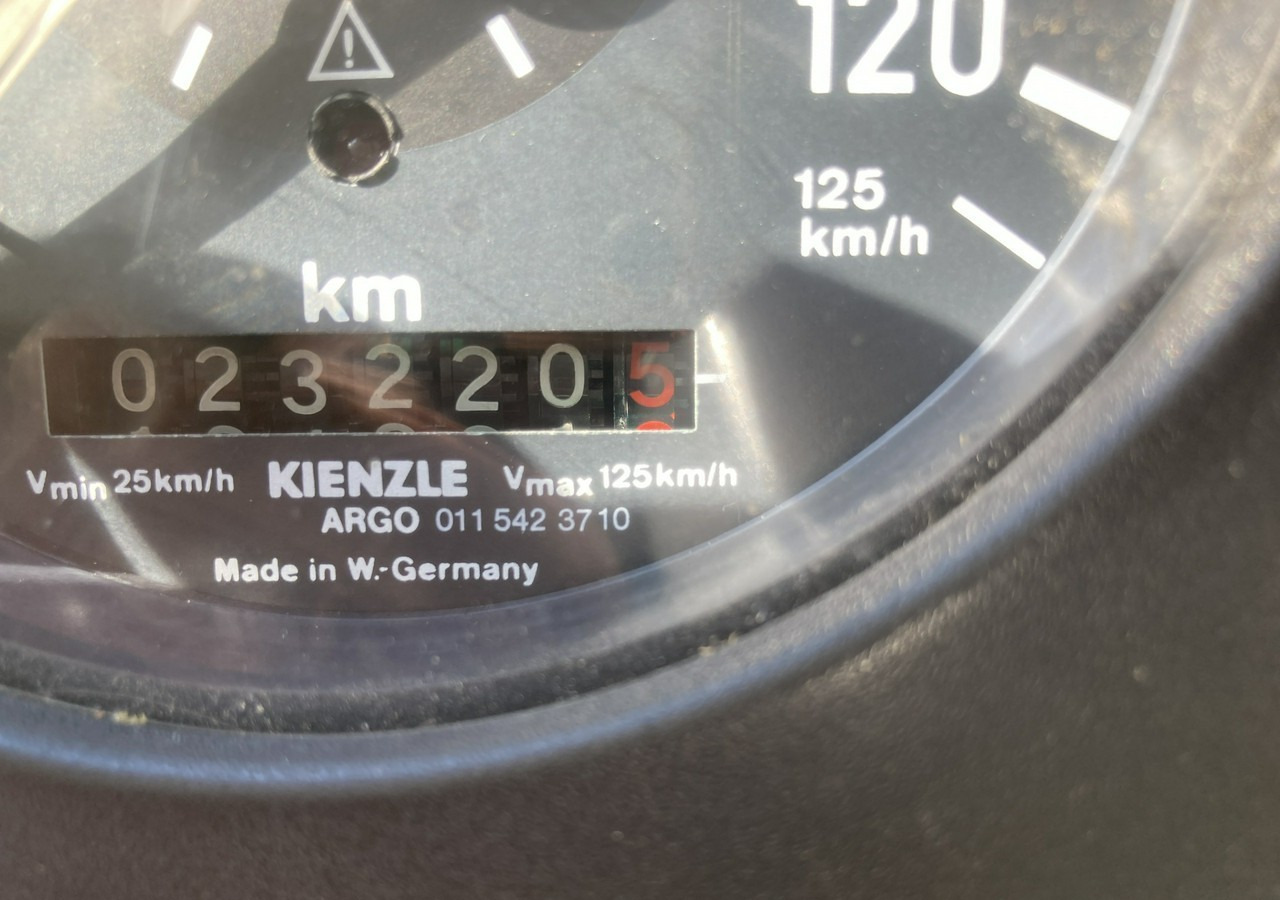 120
125
km/h
km
0232205
Vmin 25km/h KIENZLE Vmax 125km/h
ARGO 011 542 3710
Made in W.-Germany